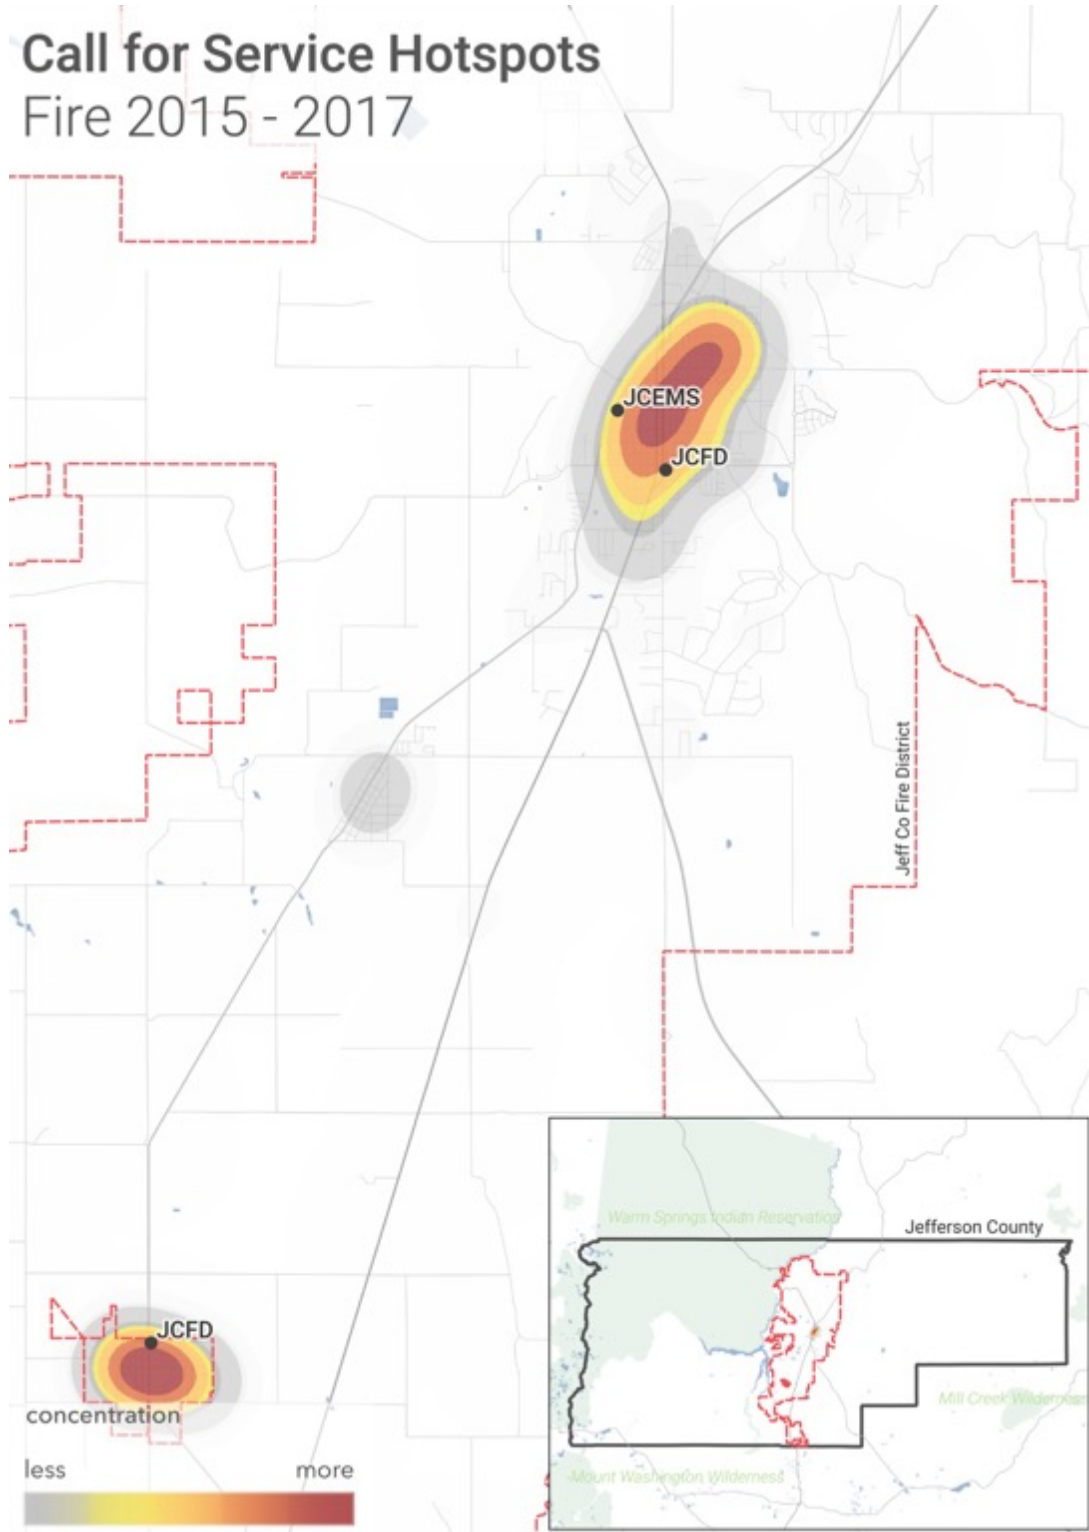 Call for Service Hotspots
Fire 2015 - 2017
JCEMS
JCFD
Jeff Co Fire District
JCFD
concentration
less more
Jefferson County
Warm Springs Indian Reservation
Mill Creek Wilderness
Mount Washington Wilderness